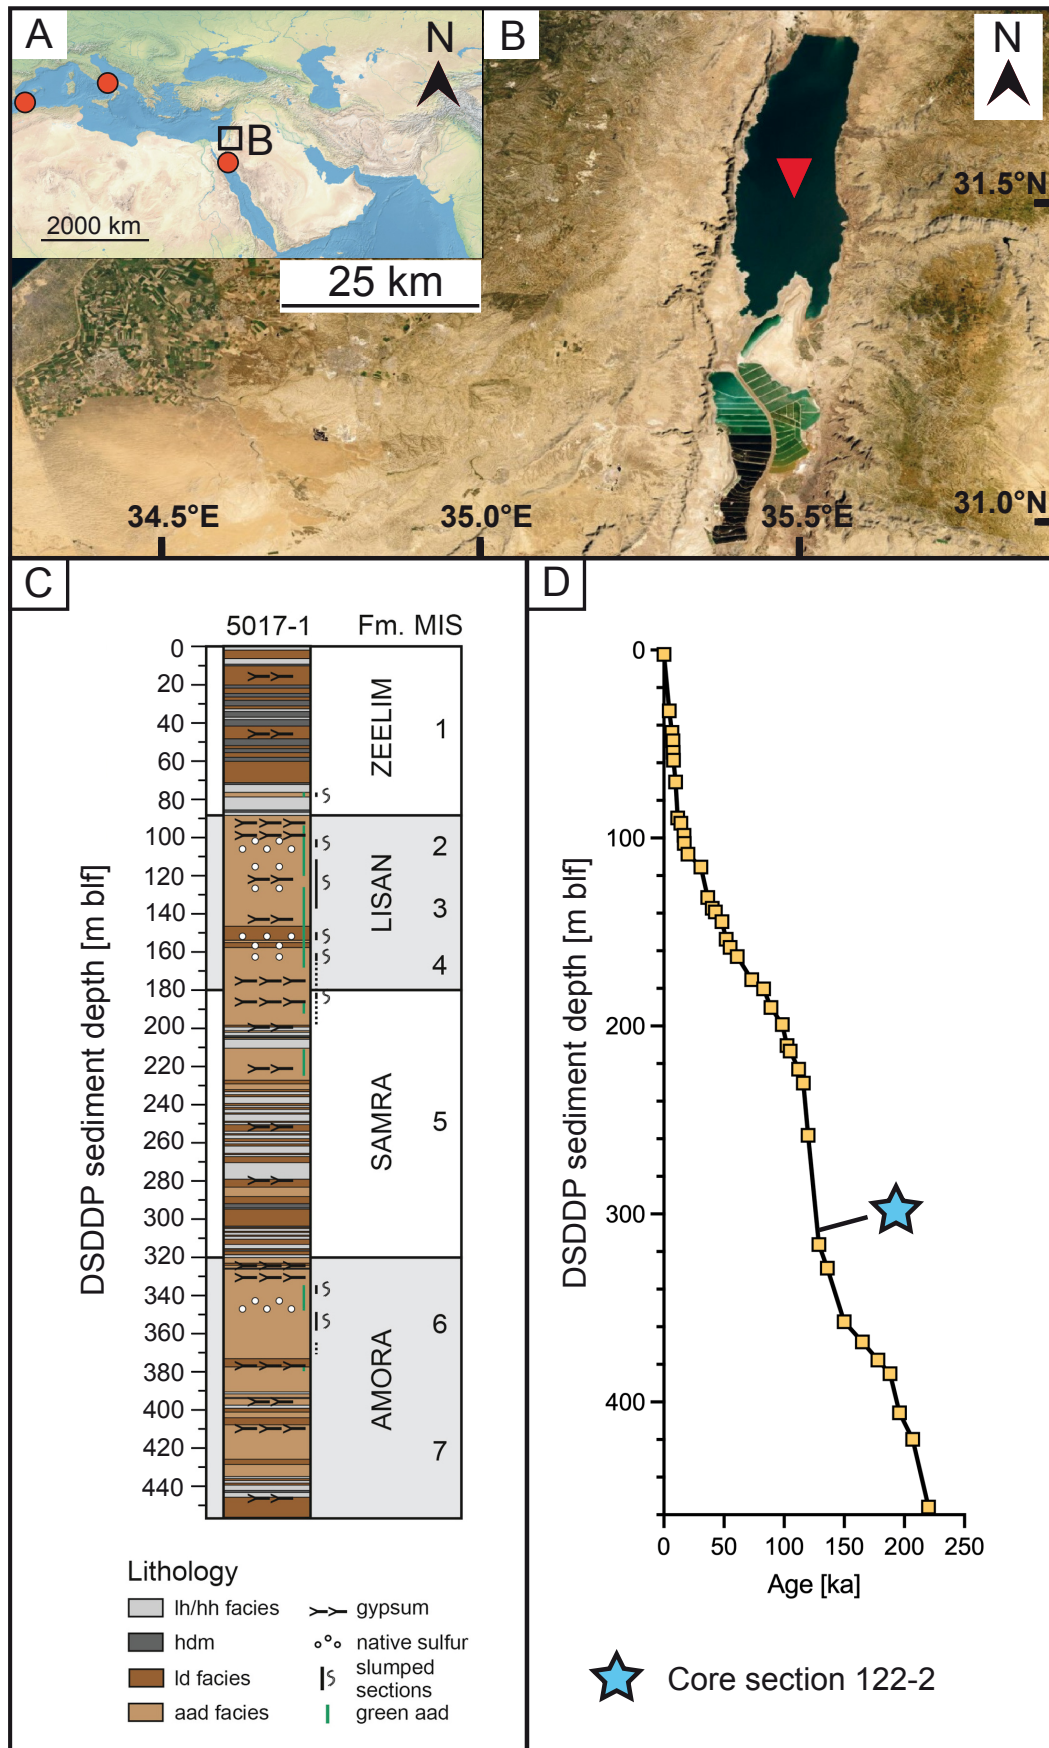 A
N
B
2000 km
B
N
31.5°N
25 km
31.0°N
34.5°E
35.0°E
35.5°E
C
5017-1
Fm.
MIS
DSDDP sediment depth [m blf]
0
20
40
60
80
100
120
140
160
180
200
220
240
260
280
300
320
340
360
380
400
420
440
ZEELIM
1
LISAN
2
3
4
SAMRA
5
AMORA
6
7
Lithology
lh/hh facies
hdm
ld facies
aad facies
gypsum
native sulfur
slumped
sections
green aad
D
DSDDP sediment depth [m blf]
0
100
200
300
400
0
50
100
150
200
250
Age [ka]
Core section 122-2